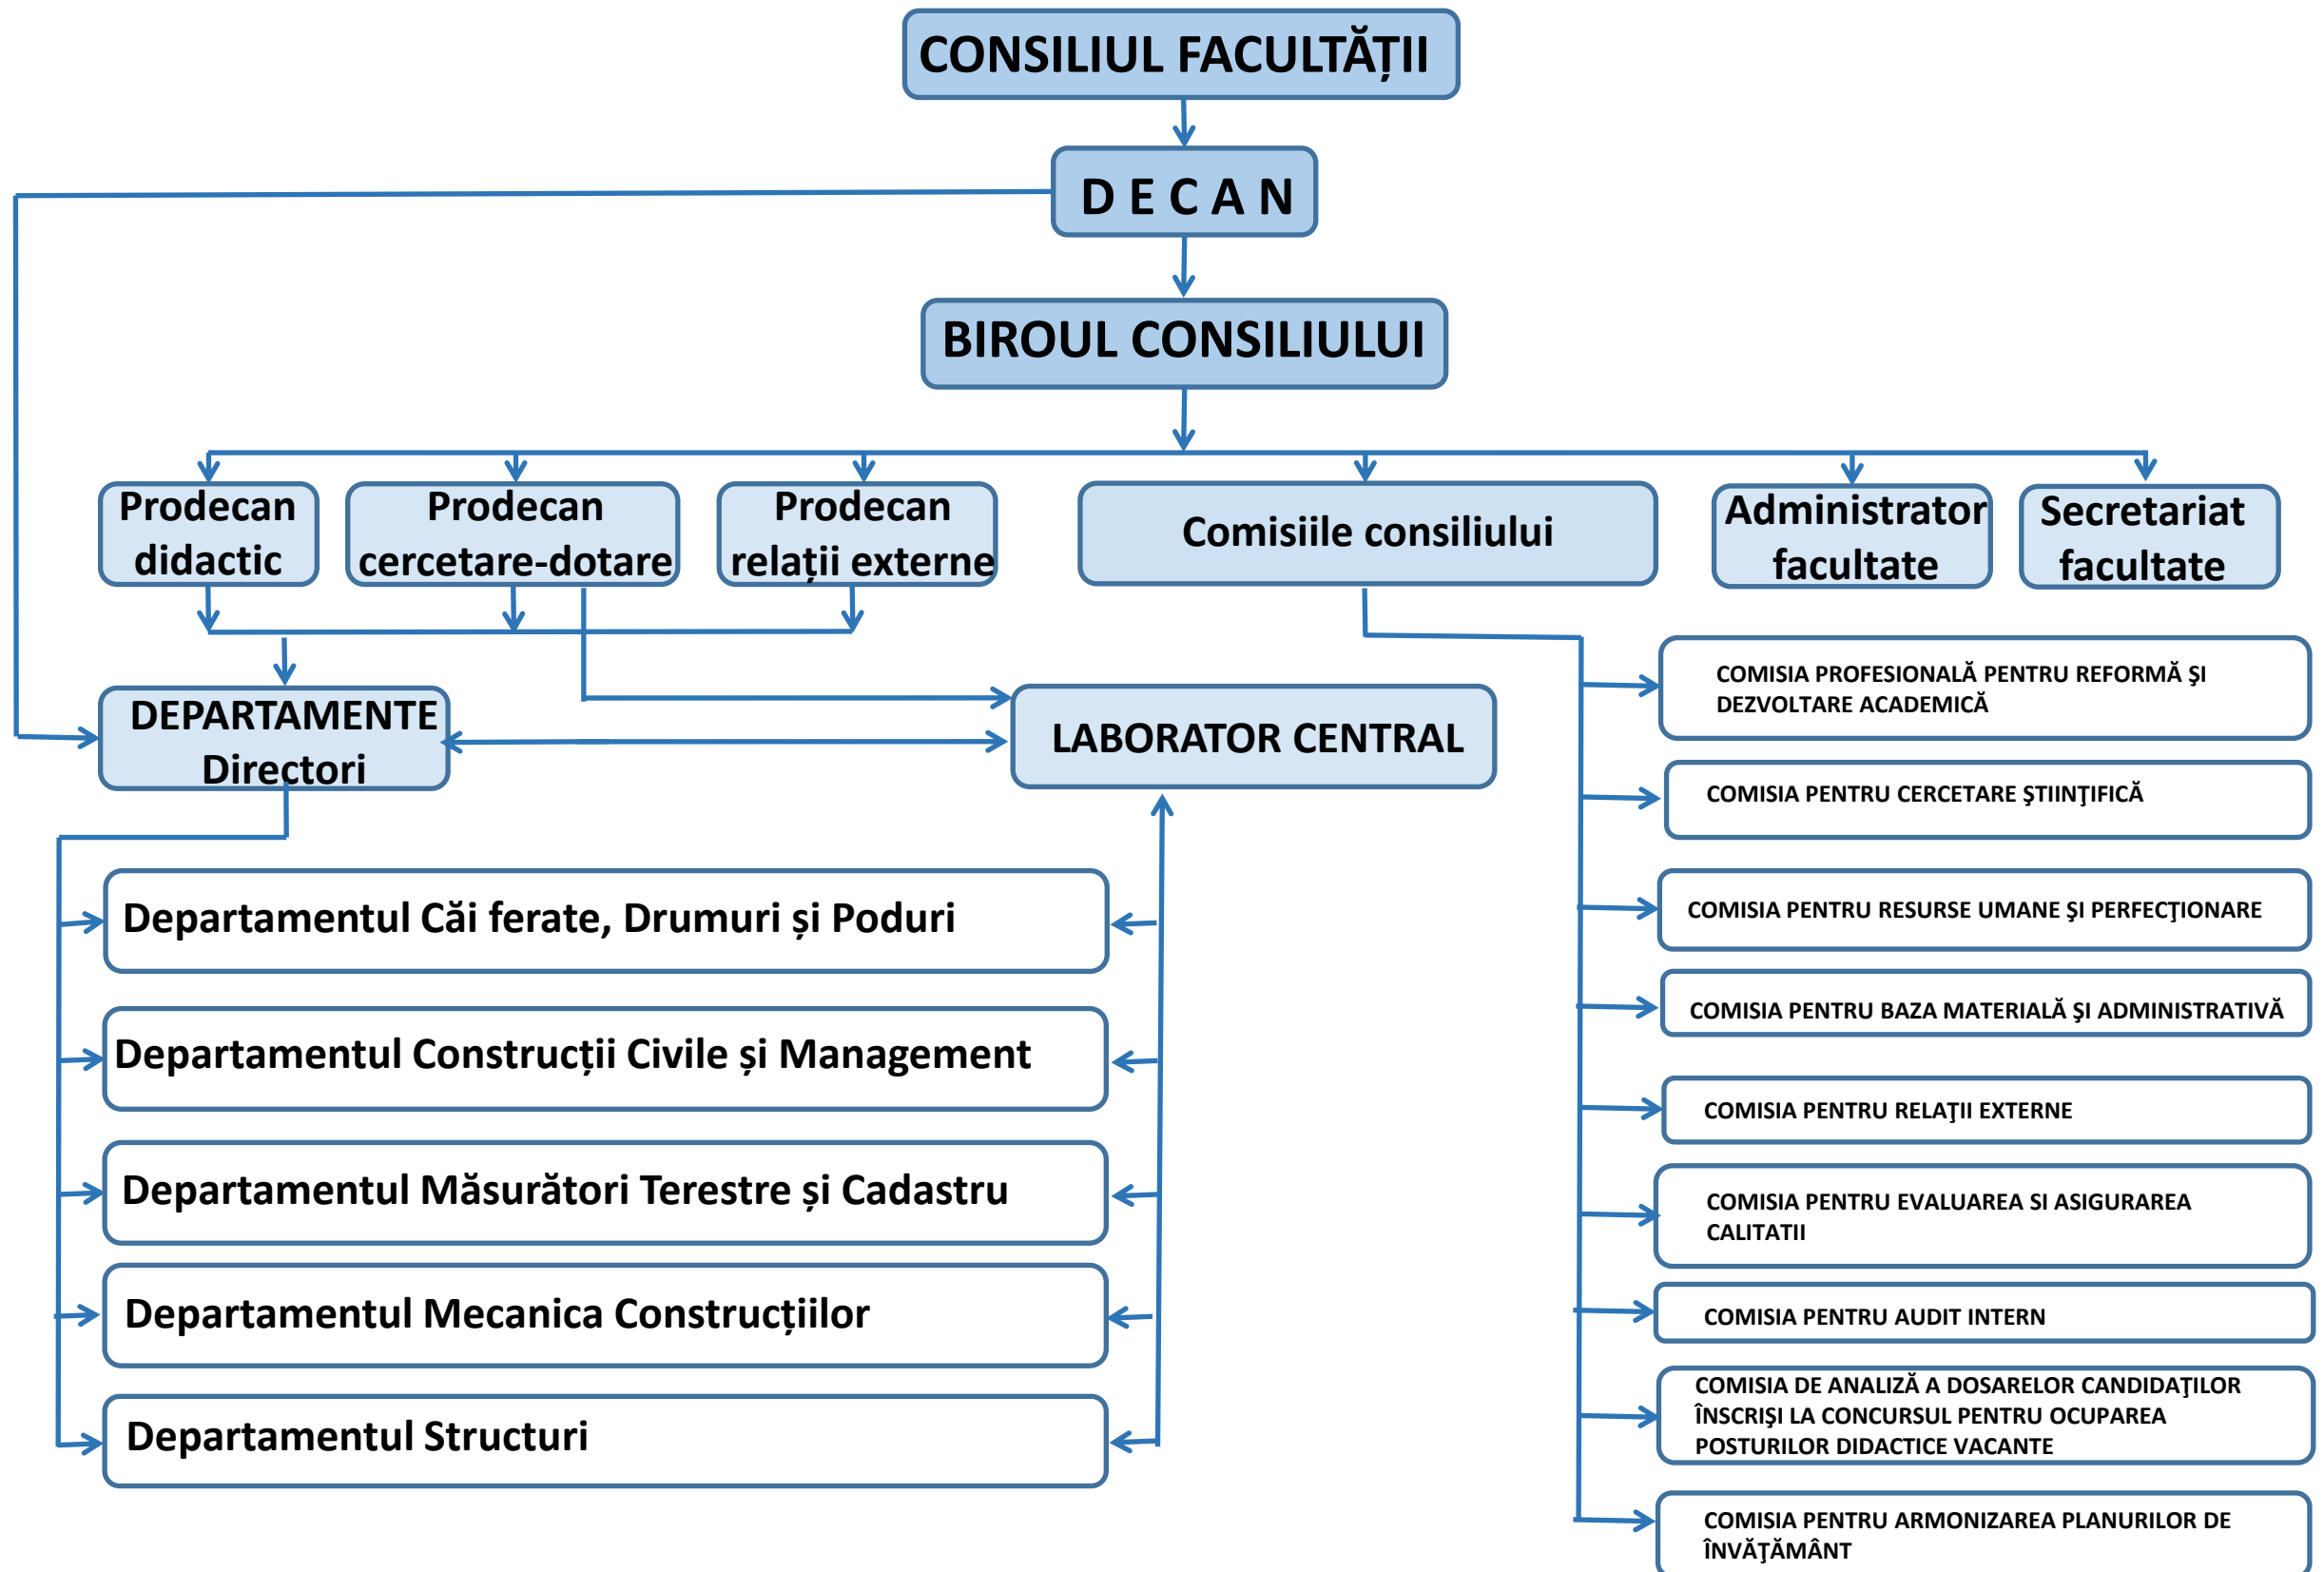 CONSILIUL FACULTĂȚII
D E C A N
BIROUL CONSILIULUI
Prodecan
didactic
Prodecan
cercetare-dotare
Prodecan
relații externe
Comisiile consiliului
Administrator
facultate
Secretariat
facultate
DEPARTAMENTE
Directori
LABORATOR CENTRAL
Departamentul Căi ferate, Drumuri și Poduri
Departamentul Construcții Civile și Management
Departamentul Măsurători Terestre și Cadastru
Departamentul Mecanica Construcțiilor
Departamentul Structuri
COMISIA PROFESIONALĂ PENTRU REFORMĂ ŞI
DEZVOLTARE ACADEMICĂ
COMISIA PENTRU CERCETARE ŞTIINŢIFICĂ
COMISIA PENTRU RESURSE UMANE ŞI PERFECŢIONARE
COMISIA PENTRU BAZA MATERIALĂ ŞI ADMINISTRATIVĂ
COMISIA PENTRU RELAŢII EXTERNE
COMISIA PENTRU EVALUAREA SI ASIGURAREA
CALITATII
COMISIA PENTRU AUDIT INTERN
COMISIA DE ANALIZĂ A DOSARELOR CANDIDAŢILOR
ÎNSCRIŞI LA CONCURSUL PENTRU OCUPAREA
POSTURILOR DIDACTICE VACANTE
COMISIA PENTRU ARMONIZAREA PLANURILOR DE
ÎNVĂŢĂMÂNT